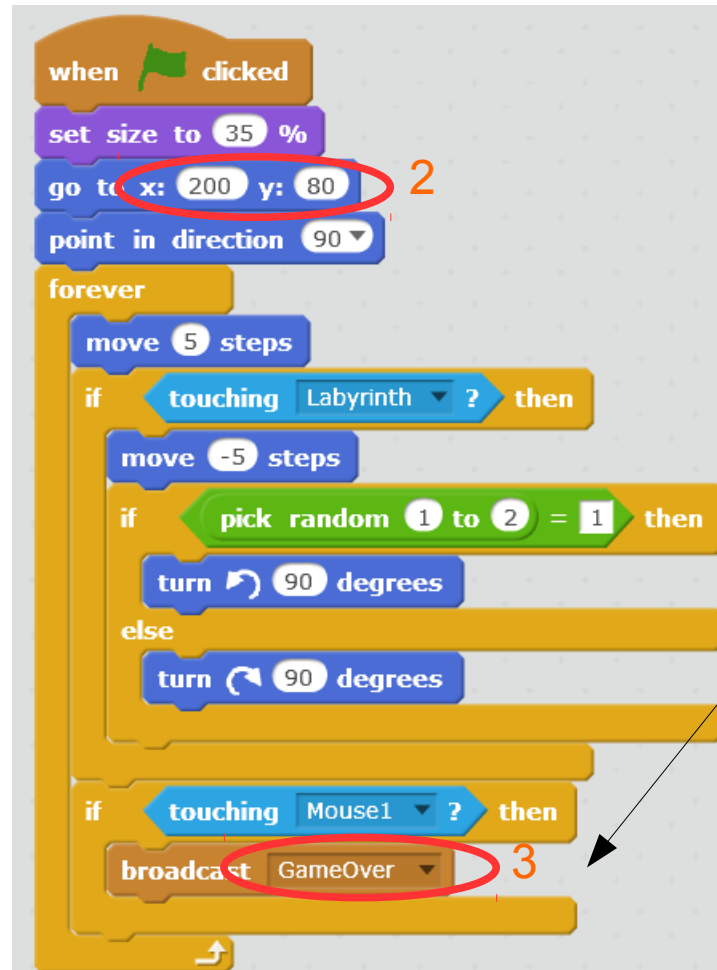 when clicked
set size to 35 %
go to x: 200 y: 80 2
point in direction 90
forever
move 5 steps
if touching Labyrinth ? then
move -5 steps
if pick random 1 to 2 = 1 then
turn 90 degrees
else
turn 90 degrees
if touching Mouse1 ? then
broadcast GameOver 3